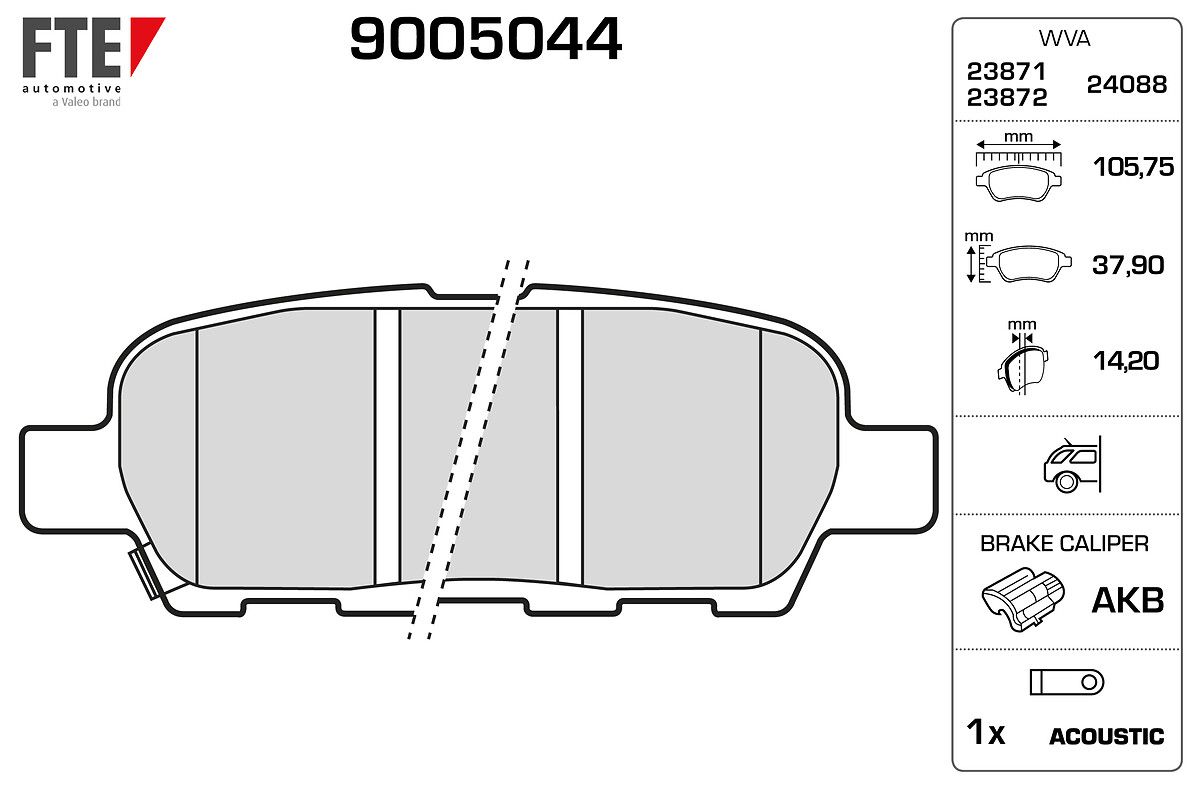 FTE
automotive
a Valeo brand
9005044
WVA
23871
23872
24088
mm
105,75
mm
37,90
mm
14,20
BRAKE CALIPER
AKB
1x
ACOUSTIC